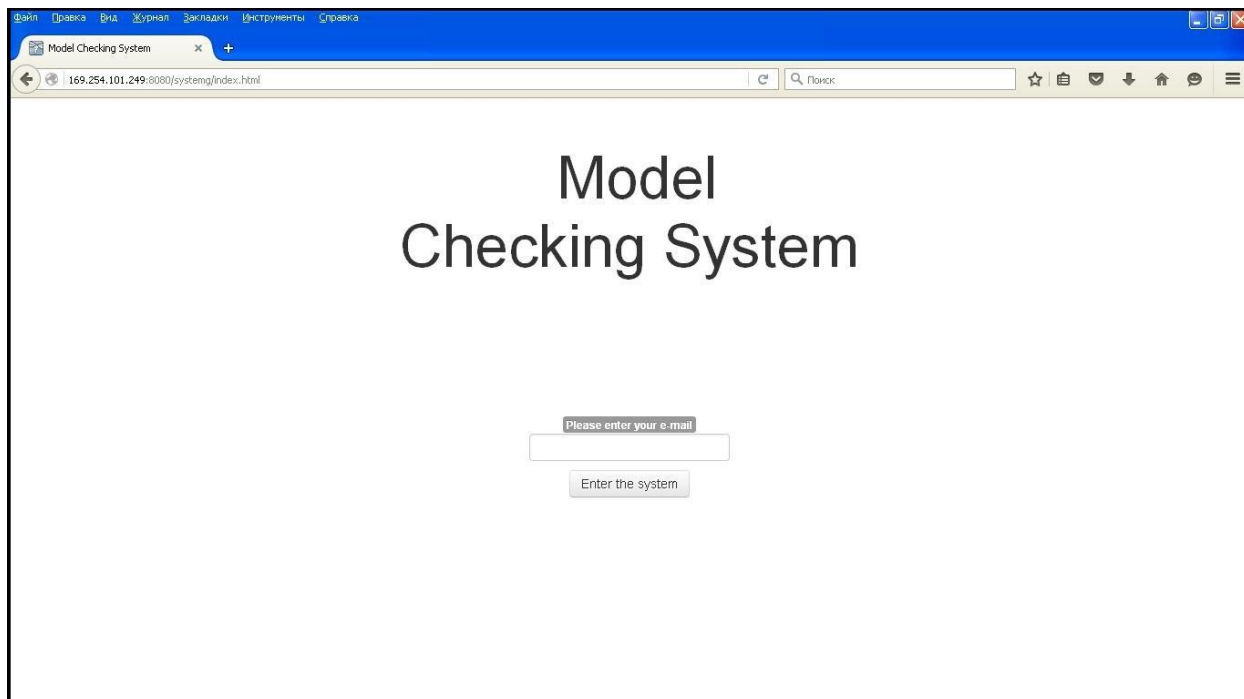 Файл Правка Вид Журнал Закладки Инструменты Справка
Model Checking System
169.254.101.249:8080/systemg/index.html
Поиск
Model
Checking System
Please enter your e-mail
Enter the system